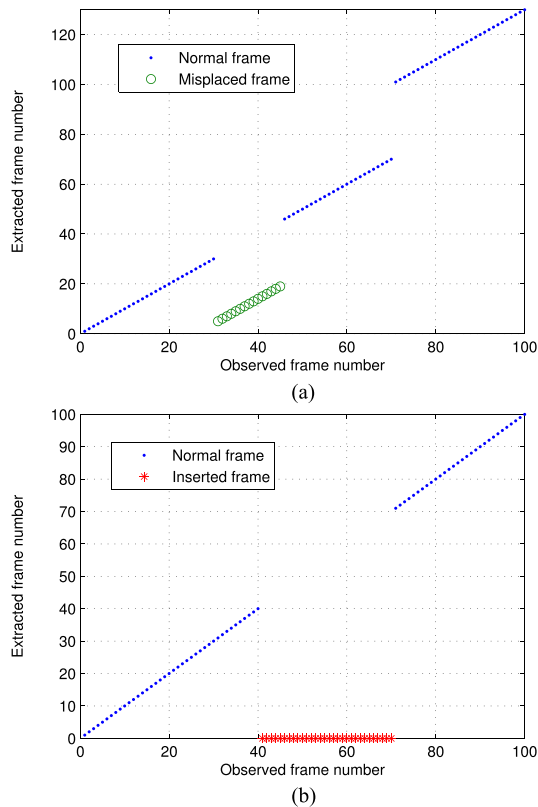 120
100
80
60
40
20
0
Extracted frame number
Normal frame
Misplaced frame
0 20 40 60 80 100
Observed frame number
(a)
100
90
80
70
60
50
40
30
20
10
0
Extracted frame number
Normal frame
Inserted frame
0 20 40 60 80 100
Observed frame number
(b)